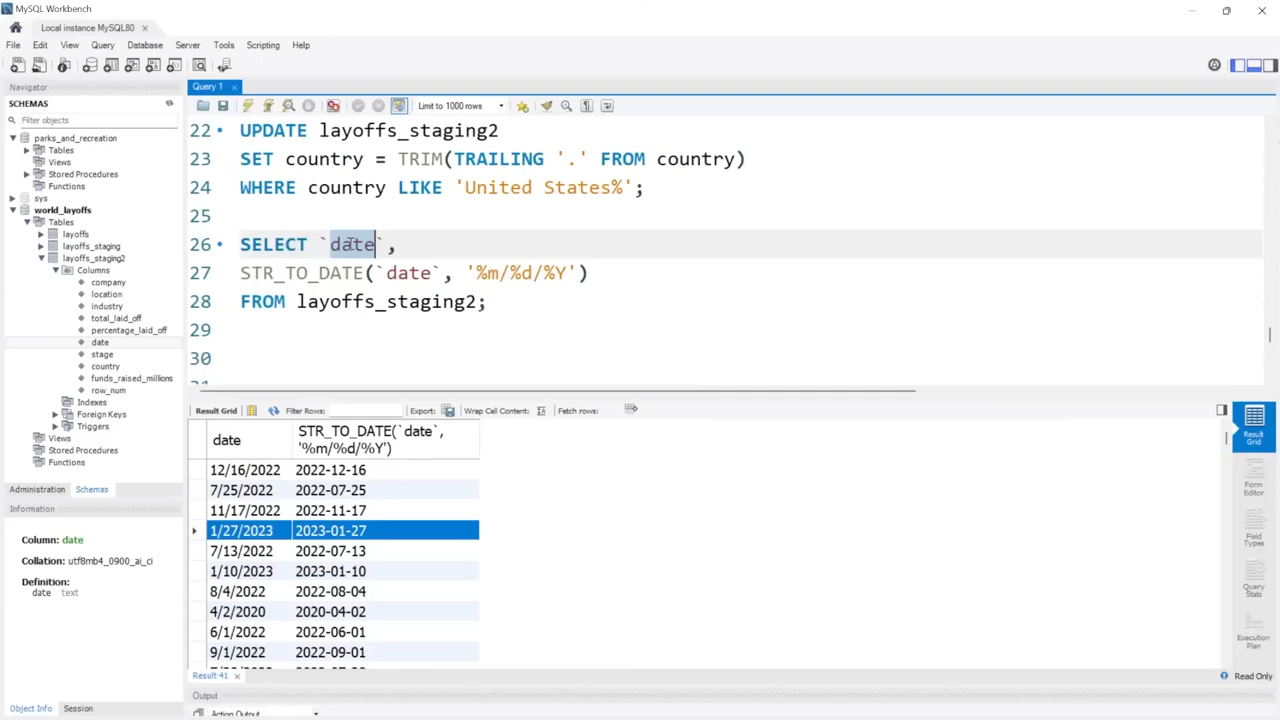 MySQL Workbench
Local instance MySQL80
File Edit View Query Database Server Tools Scripting Help
Navigator
SCHEMAS
Filter objects
parks_and_recreation
Tables
Views
Stored Procedures
Functions
sys
world_layoffs
Tables
layoffs
layoffs_staging
layoffs_staging2
Columns
company
location
industry
total_laid_off
percentage_laid_off
date
stage
country
funds_raised_millions
row_num
Indexes
Foreign Keys
Triggers
Views
Stored Procedures
Functions
Administration Schemas
Information
Column: date
Collation: utf8mb4_0900_ai_ci
Definition:
date text
Object Info Session
Query 1
Limit to 1000 rows
22 UPDATE layoffs_staging2
23 SET country = TRIM(TRAILING '.' FROM country)
24 WHERE country LIKE 'United States%';
25
26 SELECT `date`,
27 STR_TO_DATE(`date`, '%m/%d/%Y')
28 FROM layoffs_staging2;
29
30
Result Grid Filter Rows: Export: Wrap Cell Content: Fetch rows:
date STR_TO_DATE(`date`,
'%m/%d/%Y')
12/16/2022 2022-12-16
7/25/2022 2022-07-25
11/17/2022 2022-11-17
1/27/2023 2023-01-27
7/13/2022 2022-07-13
1/10/2023 2023-01-10
8/4/2022 2022-08-04
4/2/2020 2020-04-02
6/1/2022 2022-06-01
9/1/2022 2022-09-01
Result 41
Output
Action Output
Result
Grid
Form
Editor
Field
Types
Query
Stats
Execution
Plan
Read Only